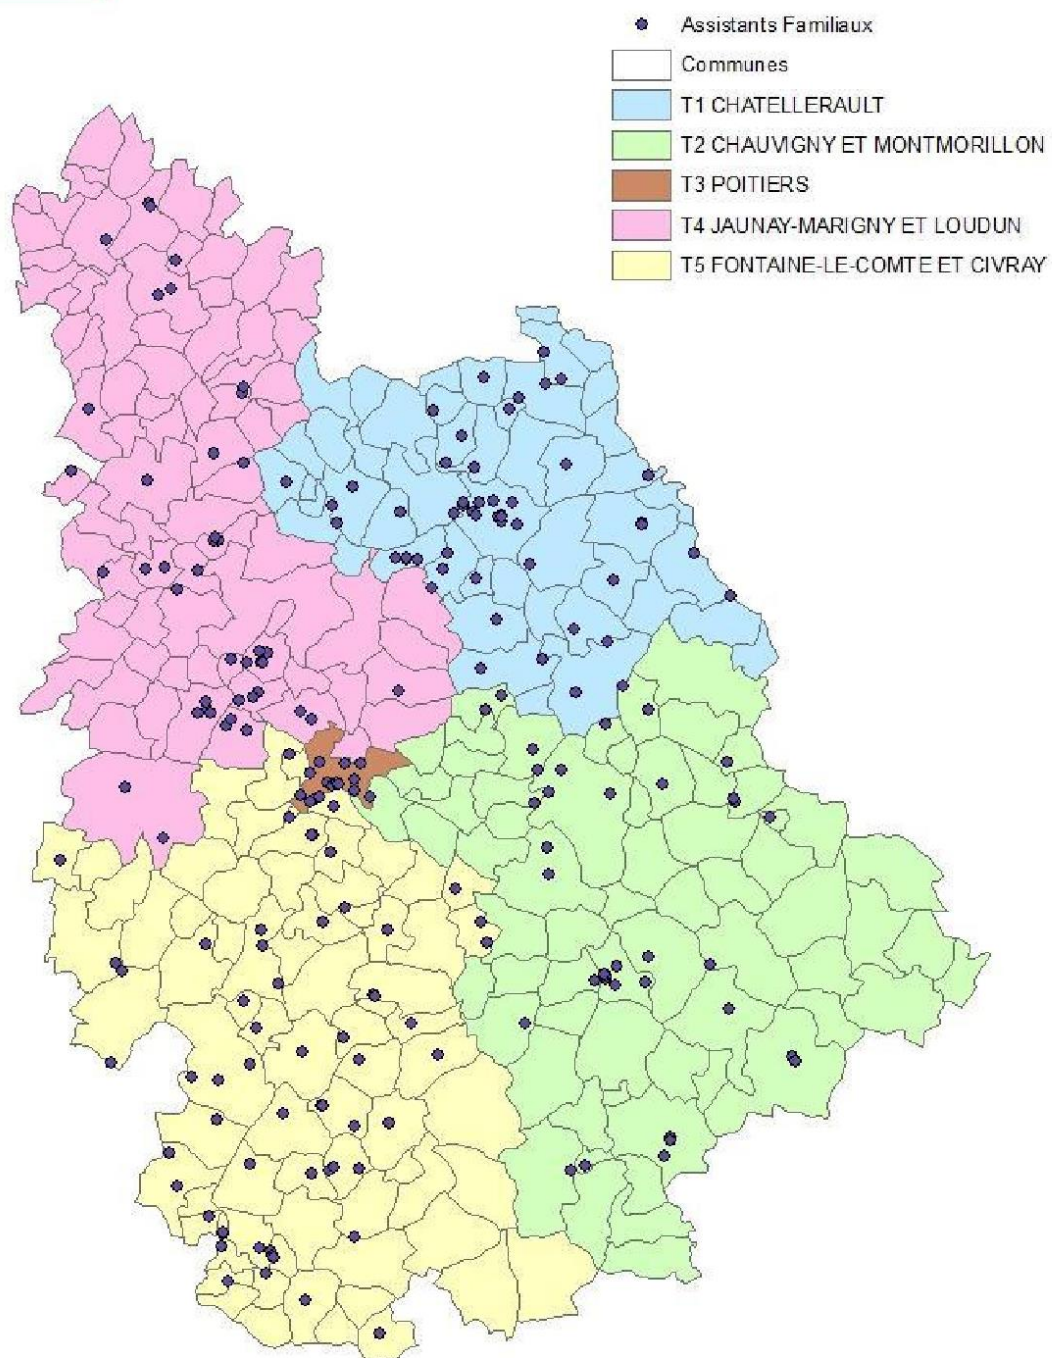 Assistants Familiaux
Communes
T1 CHATELLERAULT
T2 CHAUVIGNY ET MONTMORILLON
T3 POITIERS
T4 JAUNAY-MARIGNY ET LOUDUN
T5 FONTAINE-LE-COMTE ET CIVRAY